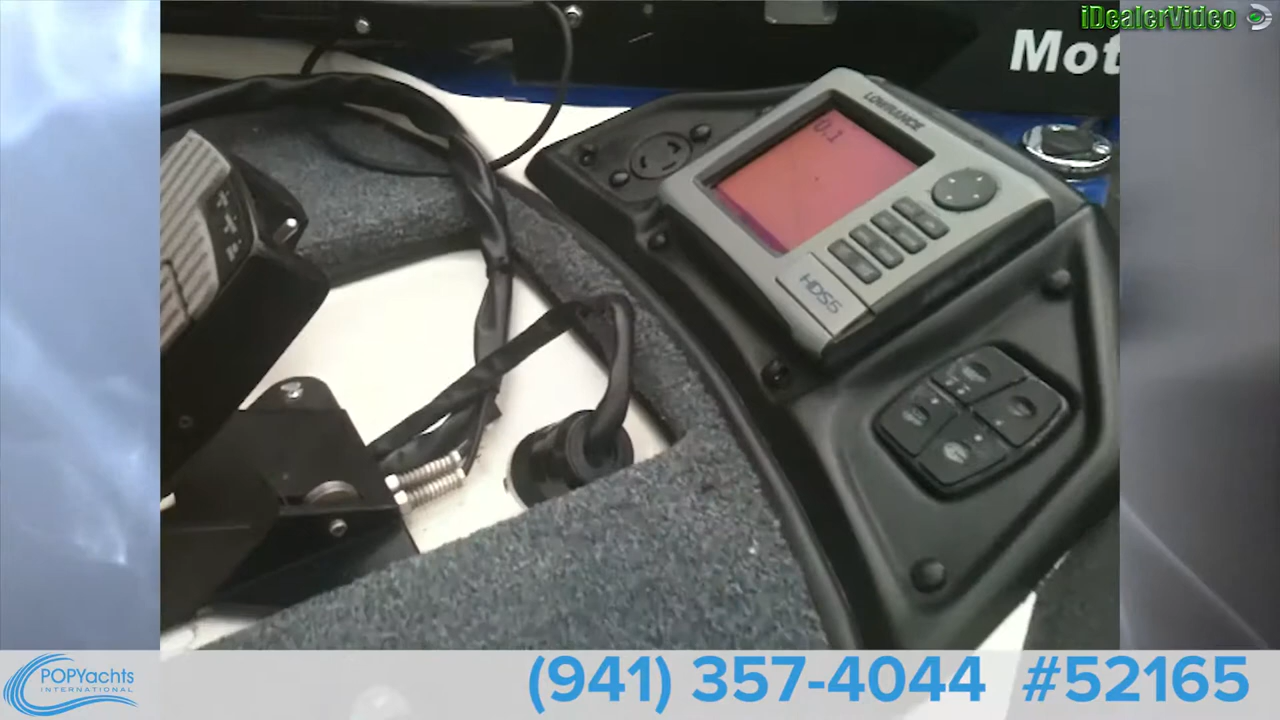 iDealerVideo
Mot
LOWRANCE
0.1
HDS5
POPYachts
INTERNATIONAL
(941) 357-4044 #52165